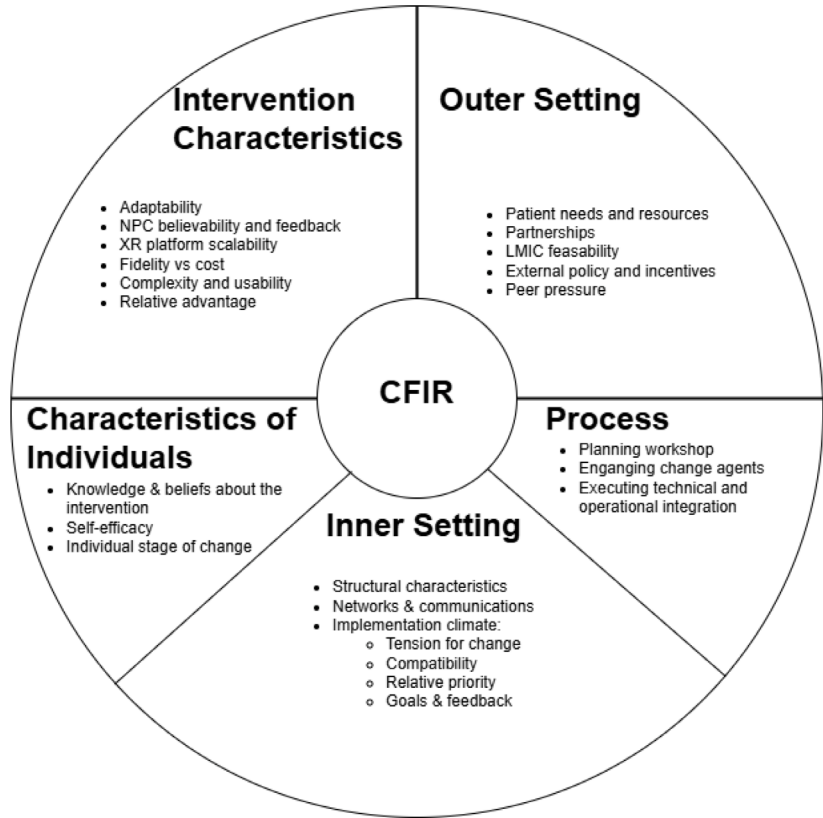 Intervention
Characteristics
• Adaptability
• NPC believability and feedback
• XR platform scalability
• Fidelity vs cost
• Complexity and usability
• Relative advantage
Outer Setting
• Patient needs and resources
• Partnerships
• LMIC feasability
• External policy and incentives
• Peer pressure
CFIR
Characteristics of
Individuals
• Knowledge & beliefs about the
intervention
• Self-efficacy
• Individual stage of change
Process
• Planning workshop
• Enganging change agents
• Executing technical and
operational integration
Inner Setting
• Structural characteristics
• Networks & communications
• Implementation climate:
◦ Tension for change
◦ Compatibility
◦ Relative priority
◦ Goals & feedback